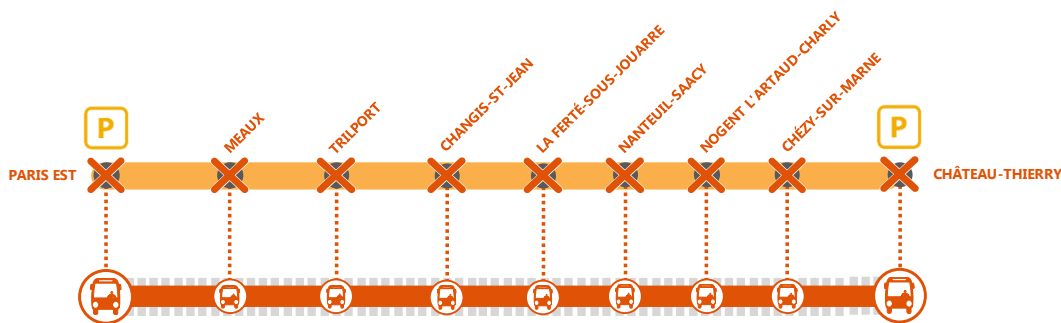 P
P
PARIS EST
MEAUX
TRILPORT
CHANGIS-ST-JEAN
LA FERTÉ-SOUS-JOUARRE
NANTEUIL-SAACY
NOGENT L'ARTAUD-CHARLY
CHÉZY-SUR-MARNE
CHÂTEAU-THIERRY